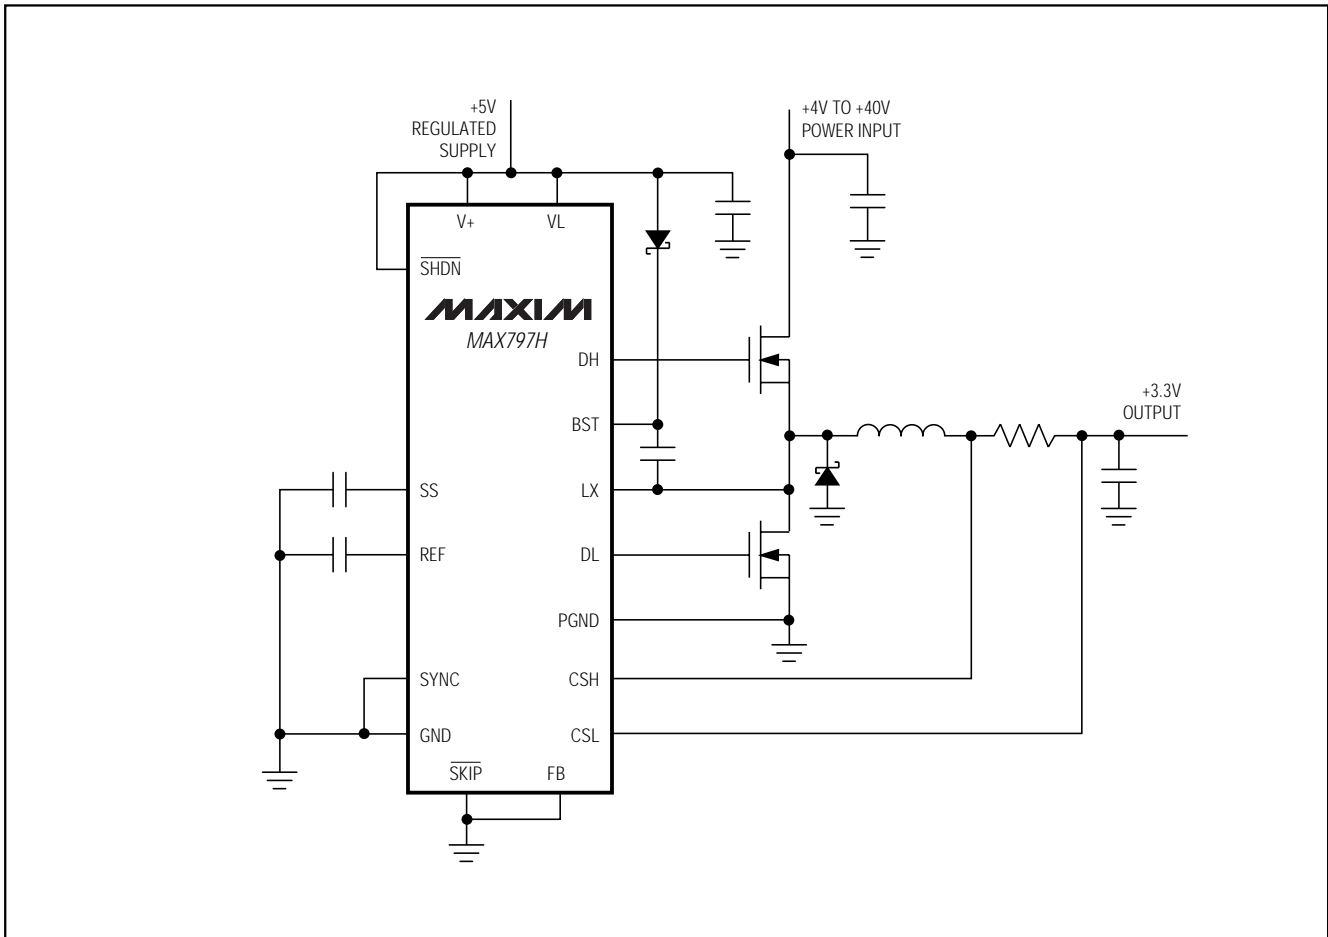 +5V
REGULATED
SUPPLY
+4V TO +40V
POWER INPUT
V+
VL
SHDN
MAXIM
MAX797H
DH
BST
+3.3V
OUTPUT
SS
LX
REF
DL
PGND
SYNC
CSH
GND
CSL
SKIP
FB